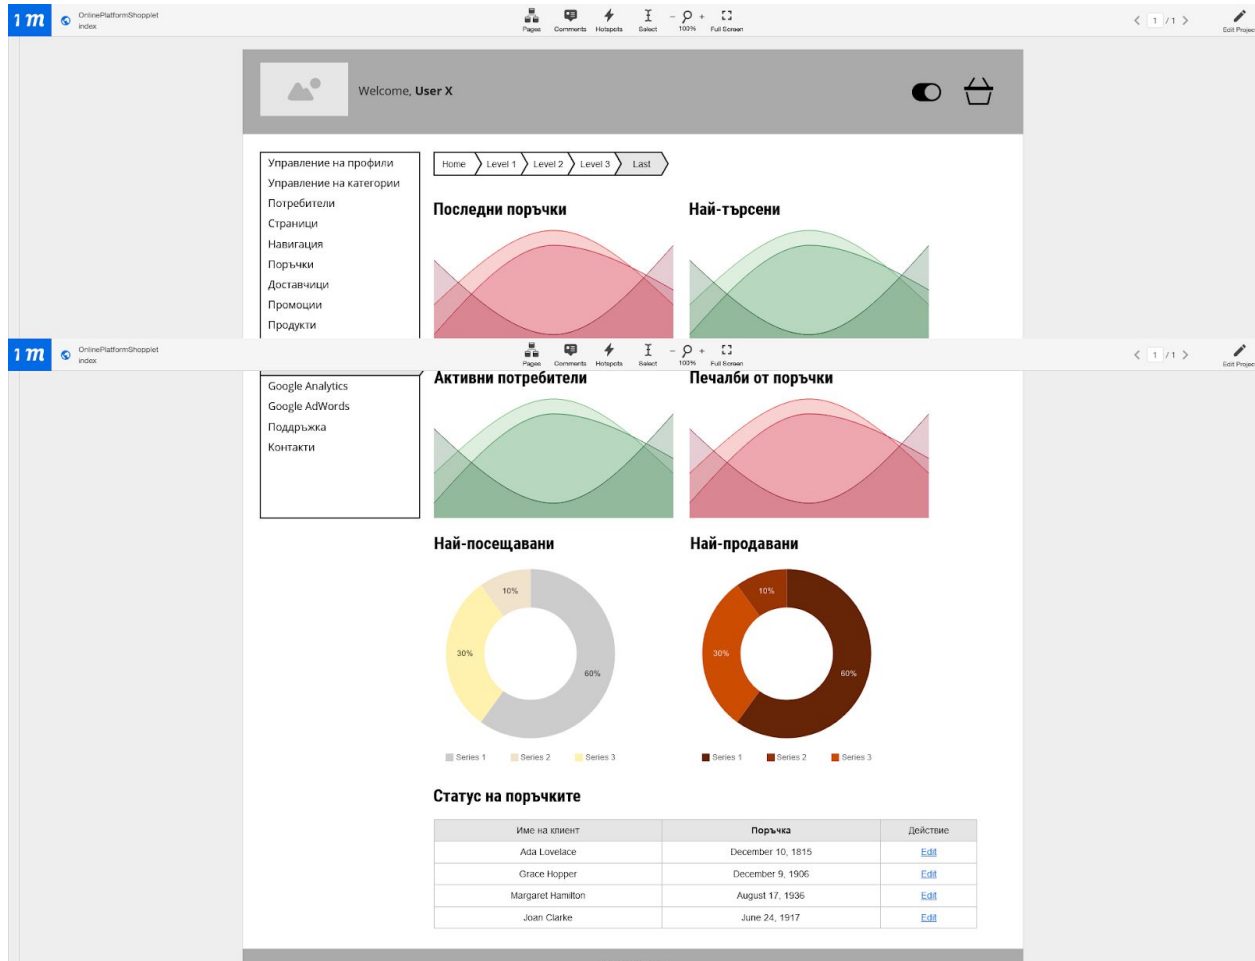 1 m
OnlinePlatformShopplet
index
Pages
Comments
Hotspots
Select
- +
100%
Full Screen
1 / 1
Edit Projec
Welcome, User X
Управление на профили
Управление на категории
Потребители
Страници
Навигация
Поръчки
Доставчици
Промоции
Продукти
Home
Level 1
Level 2
Level 3
Last
Последни поръчки
Най-търсени
1 m
OnlinePlatformShopplet
index
Pages
Comments
Hotspots
Select
- +
100%
Full Screen
1 / 1
Edit Projec
Google Analytics
Google AdWords
Поддръжка
Контакти
Активни потребители
Печалби от поръчки
Най-посещавани
Най-продавани
10%
30%
60%
Series 1
Series 2
Series 3
10%
30%
60%
Series 1
Series 2
Series 3
Статус на поръчките
Име на клиент Поръчка Действие
Ada Lovelace December 10, 1815 Edit
Grace Hopper December 9, 1906 Edit
Margaret Hamilton August 17, 1936 Edit
Joan Clarke June 24, 1917 Edit